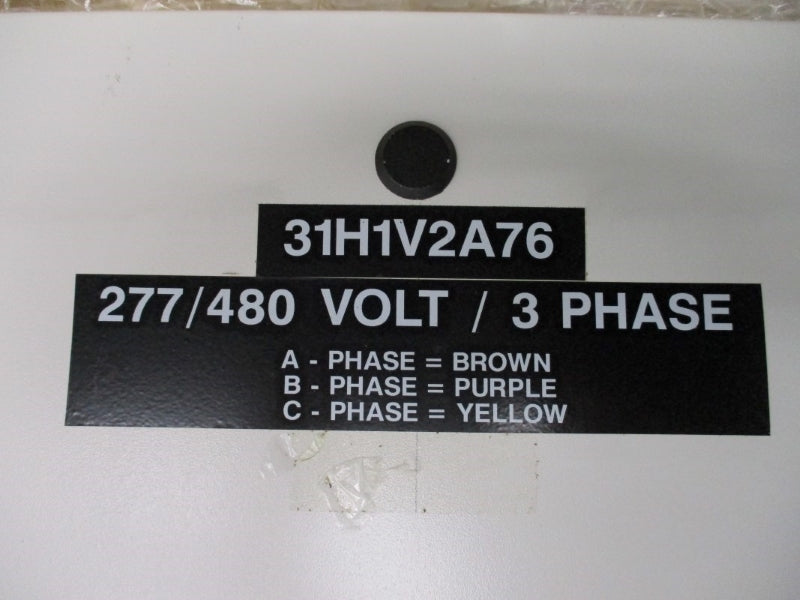 31H1V2A76
277/480 VOLT / 3 PHASE
A - PHASE = BROWN
B - PHASE = PURPLE
C - PHASE = YELLOW